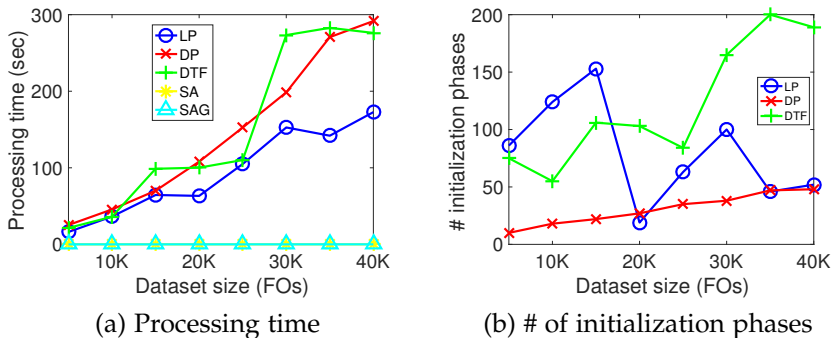 Processing time (sec)
300
200
100
0
LP
DP
DTF
SA
SAG
10K 20K 30K 40K
Dataset size (FOs)
(a) Processing time
# initialization phases
200
150
100
50
0
LP
DP
DTF
10K 20K 30K 40K
Dataset size (FOs)
(b) # of initialization phases